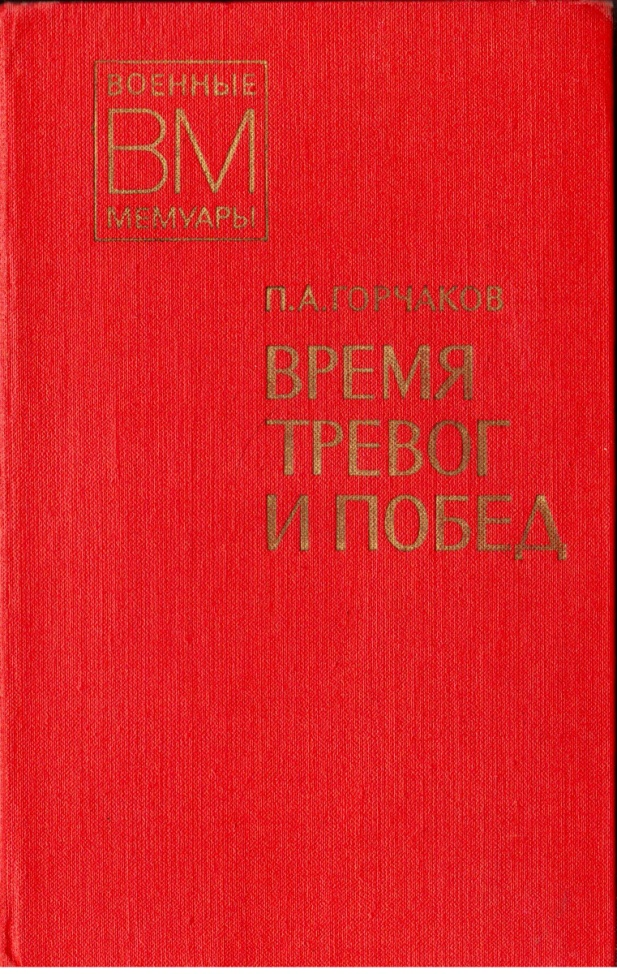 ВОЕННЫЕ
ВМ
МЕМУАРЫ
П.А.ГОРЧАКОВ
ВРЕМЯ
ТРЕВОГ
И ПОБЕД